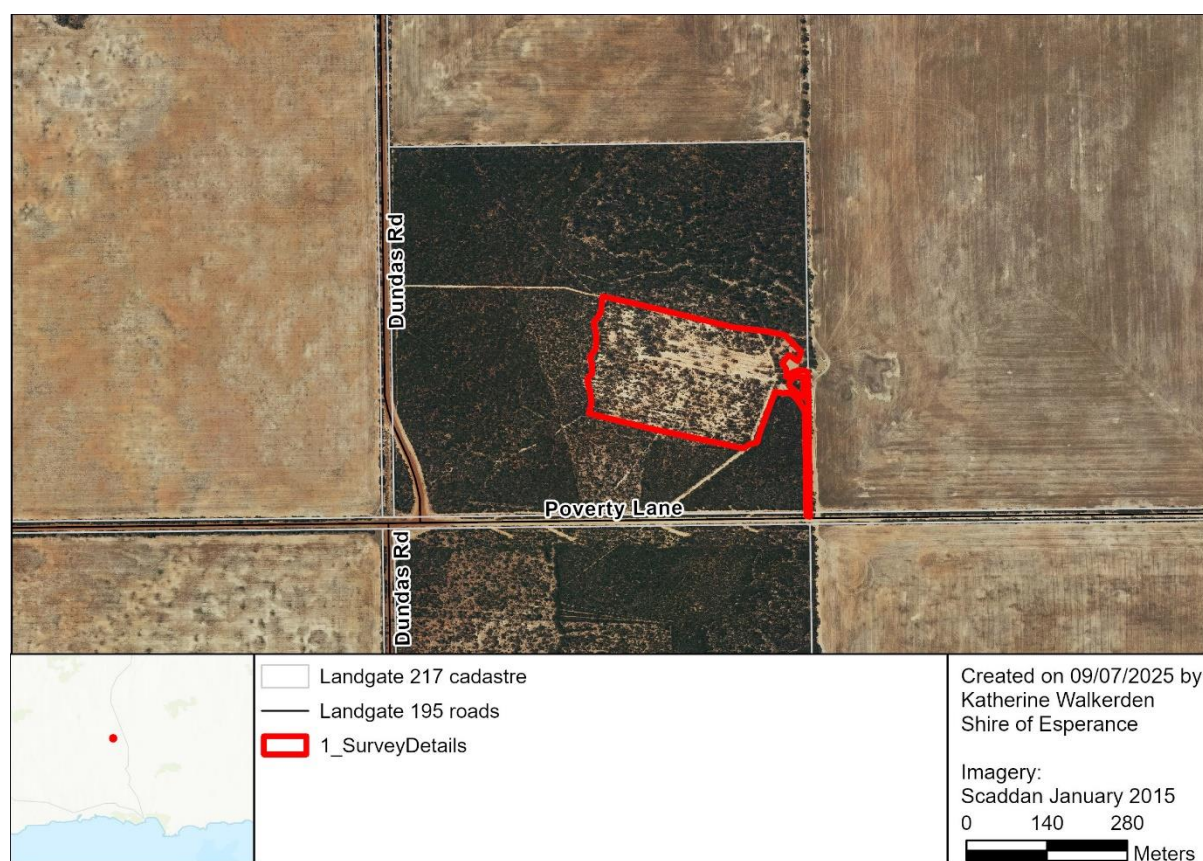 Dundas Rd
Poverty Lane
Dundas Rd
Landgate 217 cadastre
Landgate 195 roads
1_SurveyDetails
Created on 09/07/2025 by
Katherine Walkerden
Shire of Esperance
Imagery:
Scaddan January 2015
0 140 280
Meters